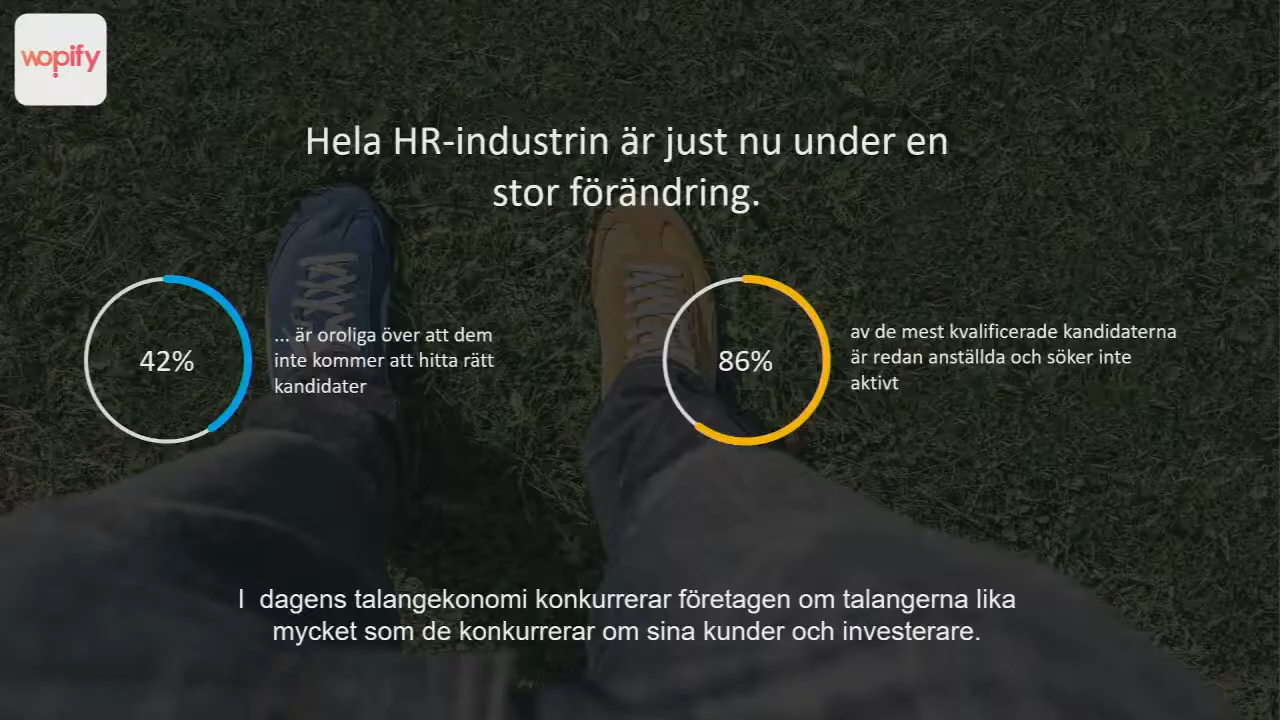 wopify
Hela HR-industrin är just nu under en
stor förändring.
42%
... är oroliga över att dem
inte kommer att hitta rätt
kandidater
86%
av de mest kvalificerade kandidaterna
är redan anställda och söker inte
aktivt
I  dagens talangekonomi konkurrerar företagen om talangerna lika
mycket som de konkurrerar om sina kunder och investerare.